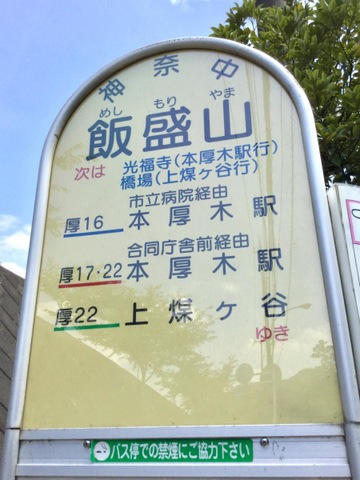 神奈中
めし もり やま
飯盛山
次は 光福寺(本厚木駅行)
橋場(上煤ヶ谷行)
市立病院経由
厚16 本厚木駅
合同庁舎前経由
厚17・22 本厚木駅
厚22 上煤ヶ谷
ゆき
バス停での禁煙にご協力下さい